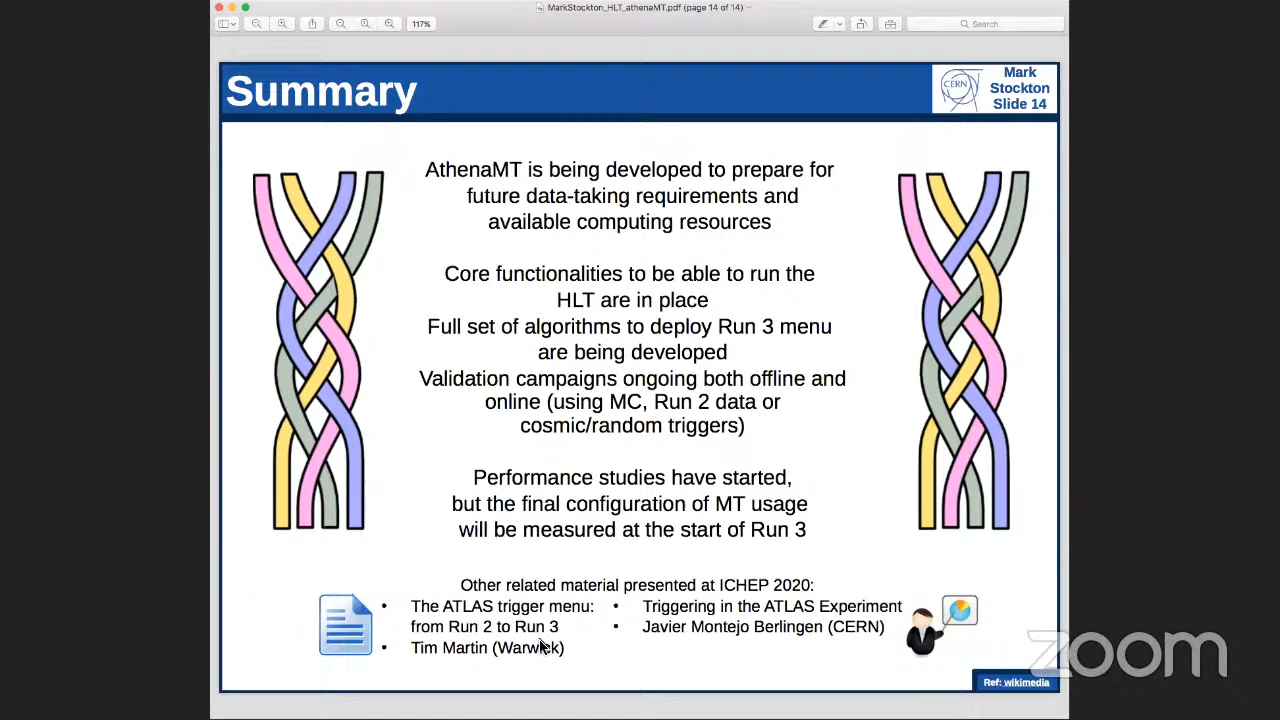 MarkStockton_HLT_athenaMT.pdf (page 14 of 14)
117%
Search
Summary
CERN
Mark
Stockton
Slide 14
AthenaMT is being developed to prepare for
future data-taking requirements and
available computing resources
Core functionalities to be able to run the
HLT are in place
Full set of algorithms to deploy Run 3 menu
are being developed
Validation campaigns ongoing both offline and
online (using MC, Run 2 data or
cosmic/random triggers)
Performance studies have started,
but the final configuration of MT usage
will be measured at the start of Run 3
Other related material presented at ICHEP 2020:
• The ATLAS trigger menu:
from Run 2 to Run 3
• Tim Martin (Warwick)
• Triggering in the ATLAS Experiment
• Javier Montejo Berlingen (CERN)
zoom
Ref: wikimedia